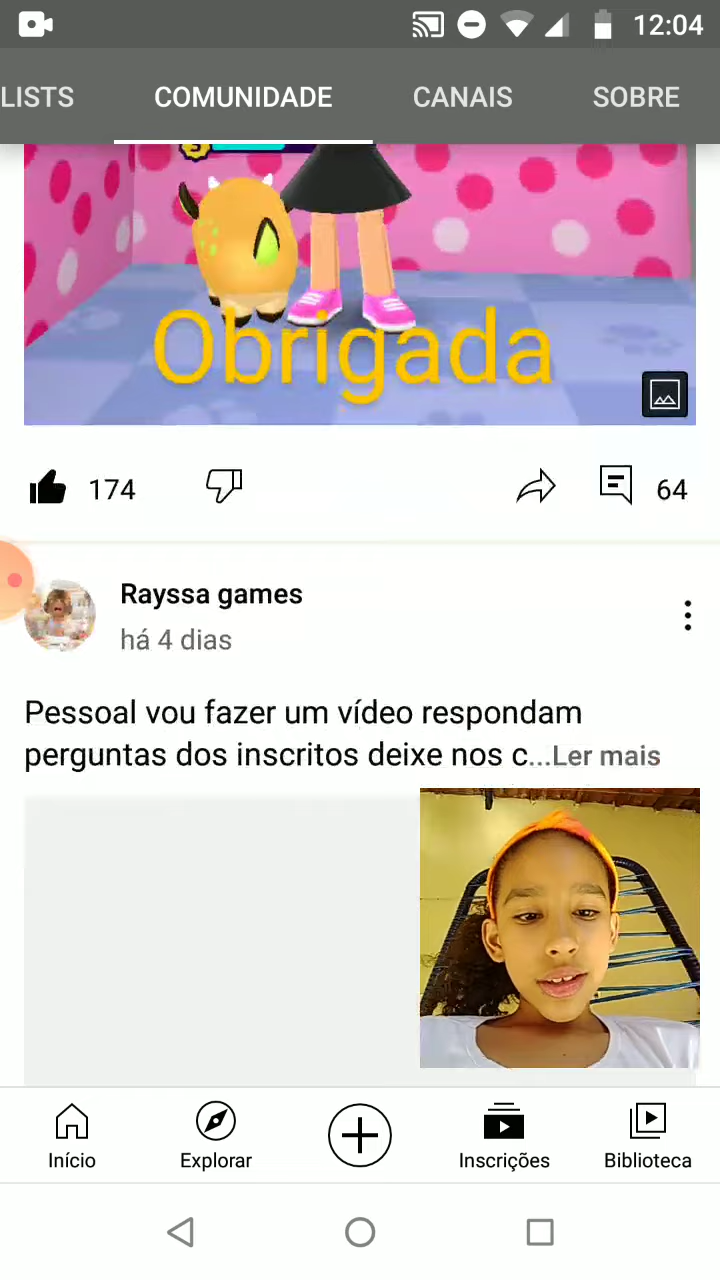 12:04
LISTS COMUNIDADE CANAIS SOBRE
Obrigada
174 64
Rayssa games
há 4 dias
Pessoal vou fazer um vídeo respondam
perguntas dos inscritos deixe nos c...Ler mais
Início Explorar Inscrições Biblioteca